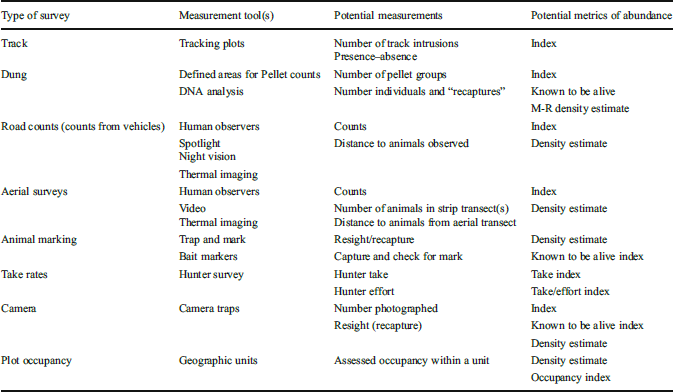 Type of survey Measurement tool(s) Potential measurements Potential metrics of abundance
Track Tracking plots Number of track intrusions Index
Presence–absence
Dung Defined areas for Pellet counts Number of pellet groups Index
DNA analysis Number individuals and “recaptures” Known to be alive
M-R density estimate
Road counts (counts from vehicles) Human observers Counts Index
Spotlight Distance to animals observed Density estimate
Night vision
Thermal imaging
Aerial surveys Human observers Counts Index
Video Number of animals in strip transect(s) Density estimate
Thermal imaging Distance to animals from aerial transect
Animal marking Trap and mark Resight/recapture Density estimate
Bait markers Capture and check for mark Known to be alive index
Take rates Hunter survey Hunter take Take index
Hunter effort Take/effort index
Camera Camera traps Number photographed Index
Resight (recapture) Known to be alive index
Density estimate
Plot occupancy Geographic units Assessed occupancy within a unit Density estimate
Occupancy index